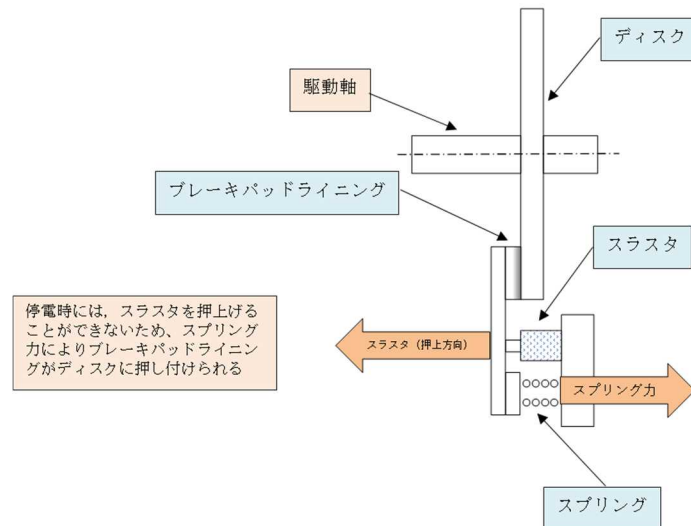 ディスク
駆動軸
ブレーキパッドライニング
スラスタ
停電時には，スラスタを押上げる
ことができないため、スプリング
力によりブレーキパッドライニン
グがディスクに押し付けられる
スラスタ（押上方向）
スプリング力
スプリング